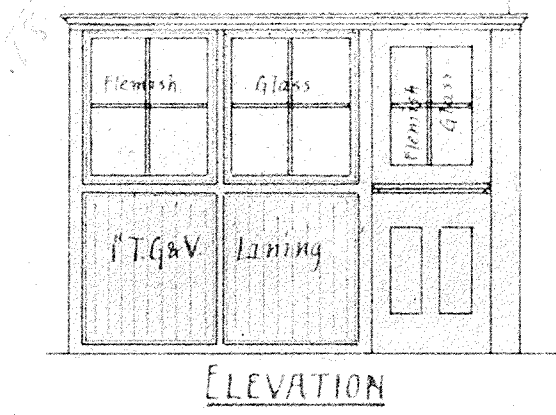 Flemish Glass
Flemish
Glass
1" T.G&V. Lining
ELEVATION